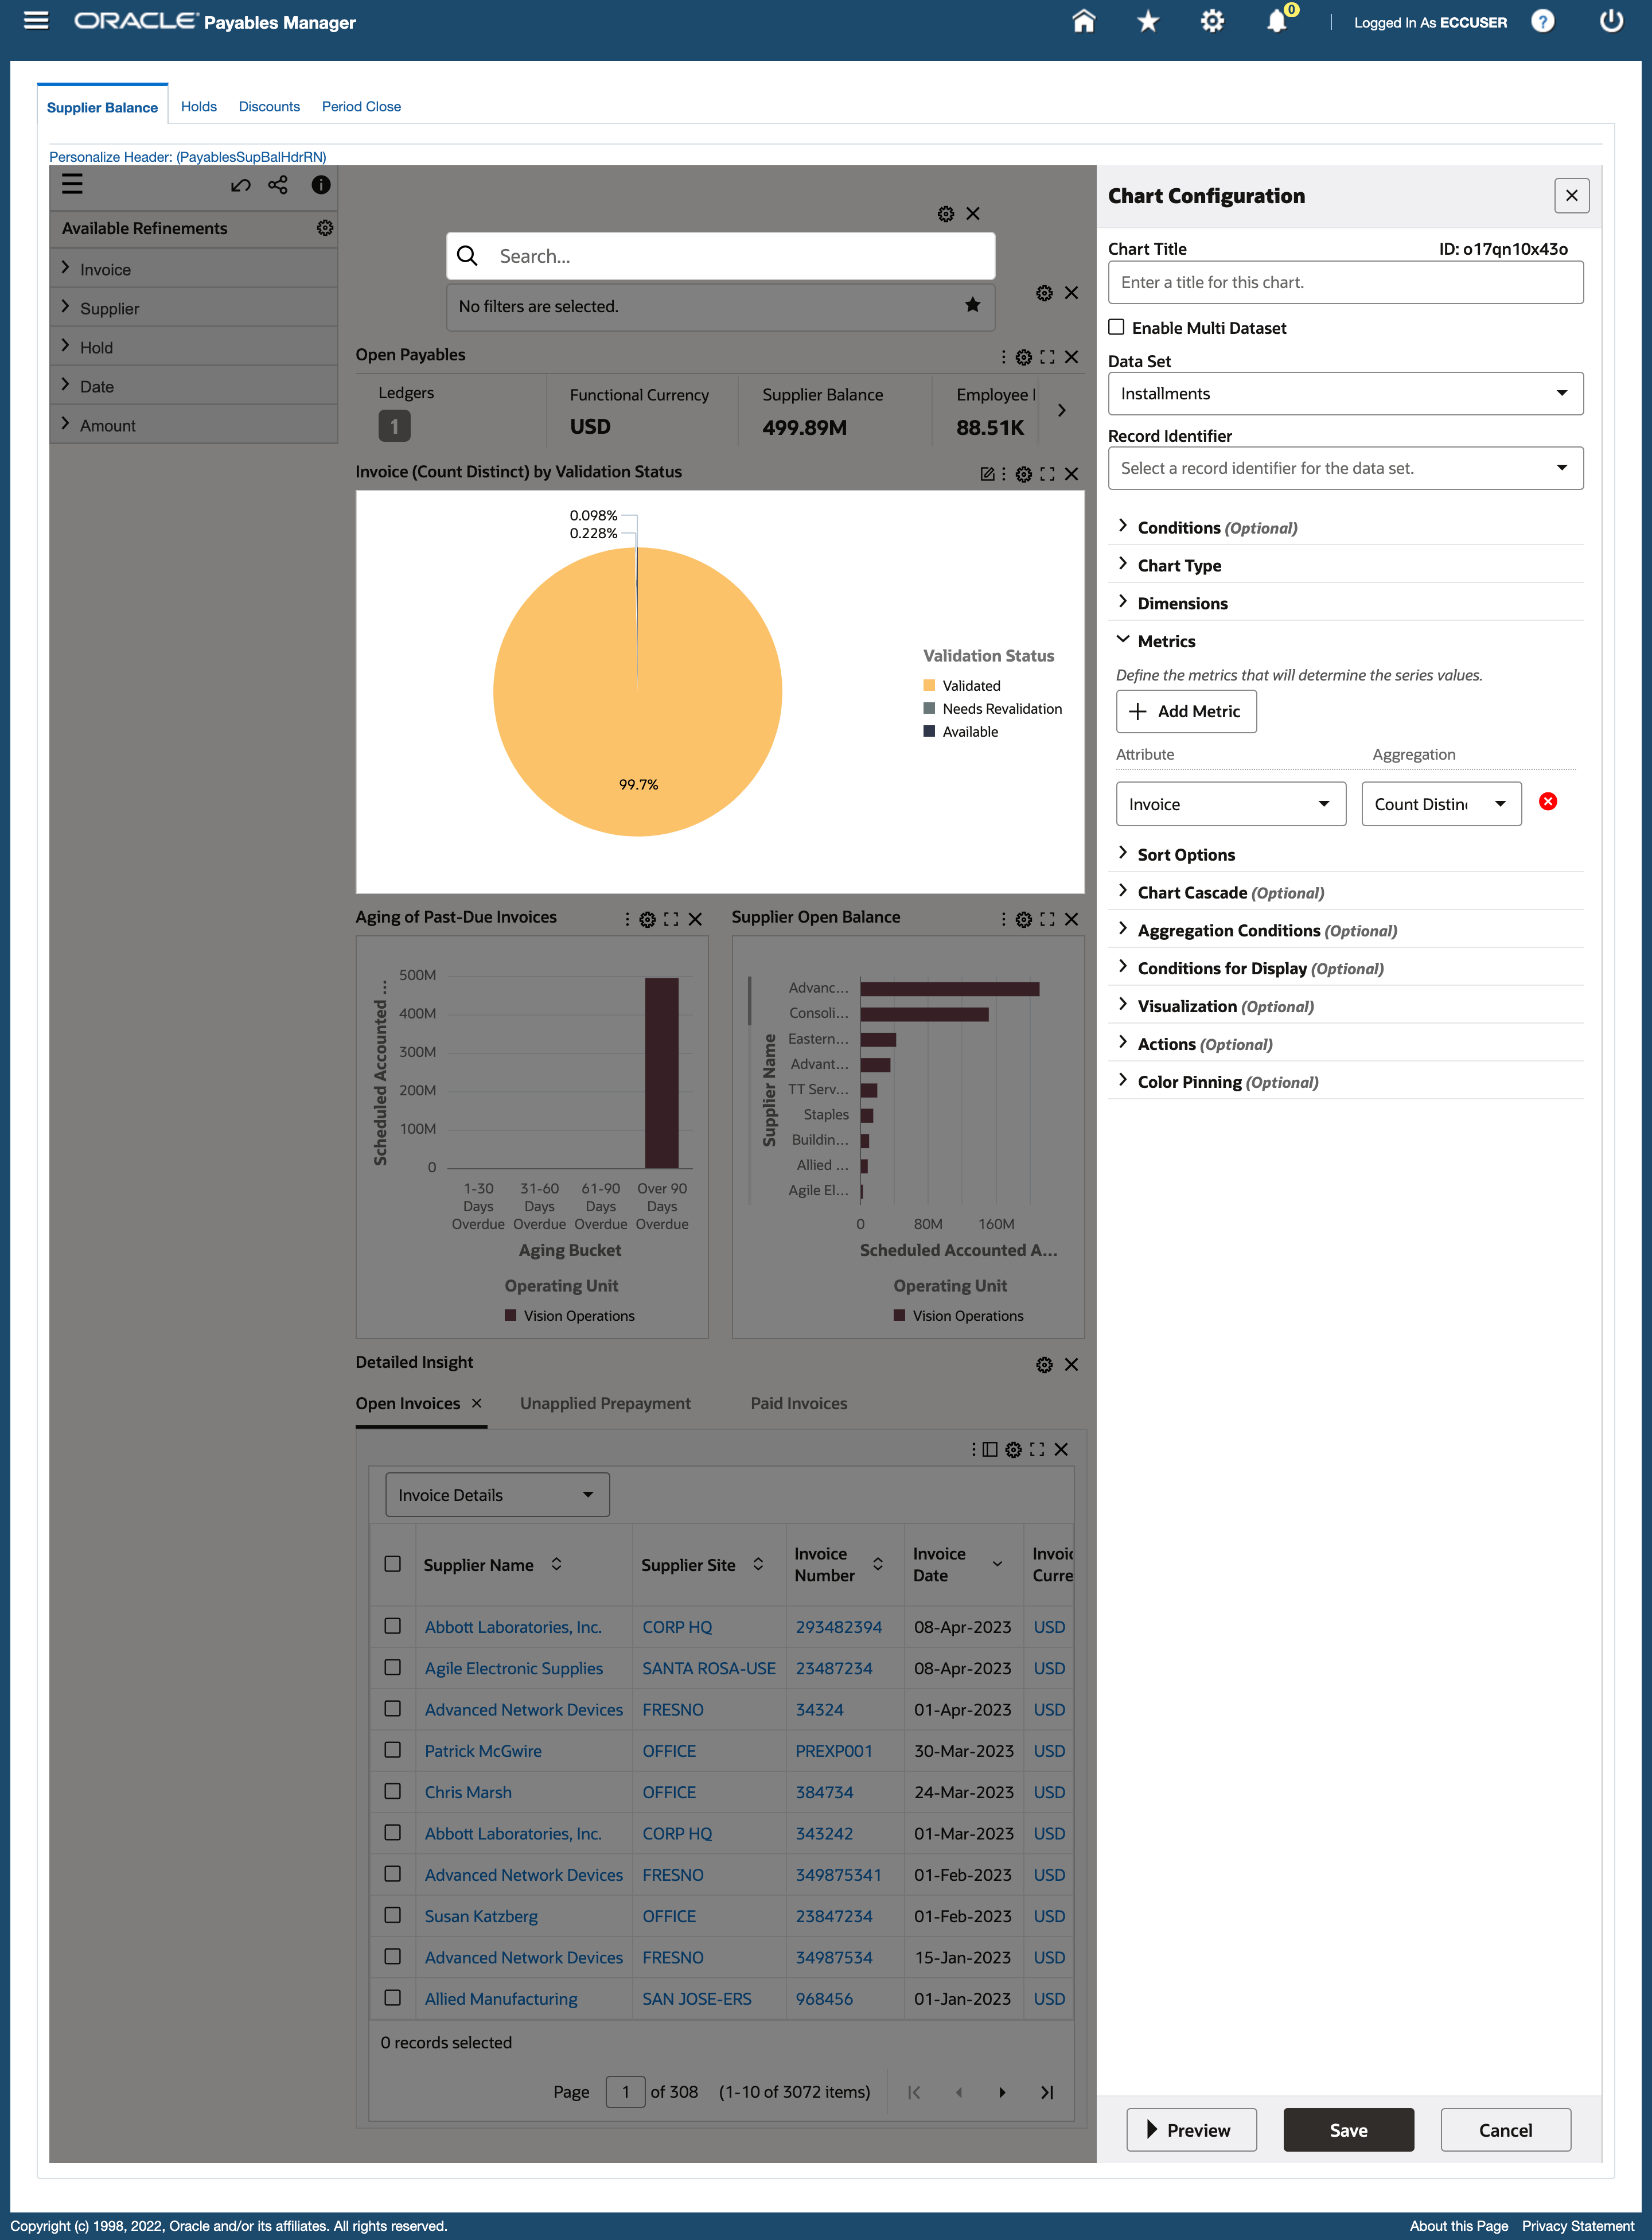 ORACLE Payables Manager
0
Logged In As ECCUSER
?
Supplier Balance
Holds
Discounts
Period Close
Personalize Header: (PayablesSupBalHdrRN)
Available Refinements
Invoice
Supplier
Hold
Date
Amount
Search...
No filters are selected.
Open Payables
Ledgers
1
Functional Currency
USD
Supplier Balance
499.89M
Employee
88.51K
Invoice (Count Distinct) by Validation Status
0.098%
0.228%
99.7%
Validation Status
Validated
Needs Revalidation
Available
Aging of Past-Due Invoices
Scheduled Accounted ...
500M
400M
300M
200M
100M
0
1-30 Days Overdue
31-60 Days Overdue
61-90 Days Overdue
Over 90 Days Overdue
Aging Bucket
Operating Unit
Vision Operations
Supplier Open Balance
Supplier Name
Advanc...
Consoli...
Eastern...
Advant...
TT Serv...
Staples
Buildin...
Allied ...
Agile El...
0 80M 160M
Scheduled Accounted A...
Operating Unit
Vision Operations
Detailed Insight
Open Invoices
Unapplied Prepayment
Paid Invoices
Invoice Details
Supplier Name Supplier Site Invoice Number Invoice Date
Abbott Laboratories, Inc. CORP HQ 293482394 08-Apr-2023 USD
Agile Electronic Supplies SANTA ROSA-USE 23487234 08-Apr-2023 USD
Advanced Network Devices FRESNO 34324 01-Apr-2023 USD
Patrick McGwire OFFICE PREXP001 30-Mar-2023 USD
Chris Marsh OFFICE 384734 24-Mar-2023 USD
Abbott Laboratories, Inc. CORP HQ 343242 01-Mar-2023 USD
Advanced Network Devices FRESNO 349875341 01-Feb-2023 USD
Susan Katzberg OFFICE 23847234 01-Feb-2023 USD
Advanced Network Devices FRESNO 34987534 15-Jan-2023 USD
Allied Manufacturing SAN JOSE-ERS 968456 01-Jan-2023 USD
0 records selected
Page 1 of 308 (1-10 of 3072 items)
Chart Configuration
Chart Title
ID: o17qn10x43o
Enter a title for this chart.
Enable Multi Dataset
Data Set
Installments
Record Identifier
Select a record identifier for the data set.
Conditions (Optional)
Chart Type
Dimensions
Metrics
Define the metrics that will determine the series values.
Add Metric
Attribute
Aggregation
Invoice
Count Distin
Sort Options
Chart Cascade (Optional)
Aggregation Conditions (Optional)
Conditions for Display (Optional)
Visualization (Optional)
Actions (Optional)
Color Pinning (Optional)
Preview
Save
Cancel
Copyright (c) 1998, 2022, Oracle and/or its affiliates. All rights reserved.
About this Page
Privacy Statement